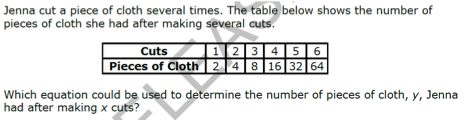 Jenna cut a piece of cloth several times. The table below shows the number of
pieces of cloth she had after making several cuts.
Cuts 1 2 3 4 5 6
Pieces of Cloth 2 4 8 16 32 64
Which equation could be used to determine the number of pieces of cloth, y, Jenna
had after making x cuts?